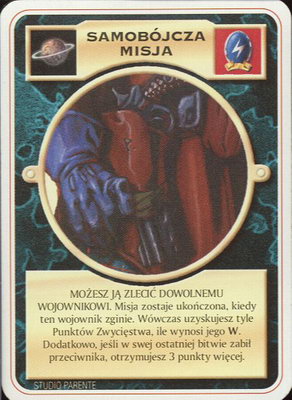 SAMOBÓJCZA
MISJA
MOŻESZ JĄ ZLECIĆ DOWOLNEMU
WOJOWNIKOWI. Misja zostaje ukończona, kiedy
ten wojownik zginie. Wówczas uzyskujesz tyle
Punktów Zwycięstwa, ile wynosi jego W.
Dodatkowo, jeśli w swej ostatniej bitwie zabił
przeciwnika, otrzymujesz 3 punkty więcej.
STUDIO PARENTE